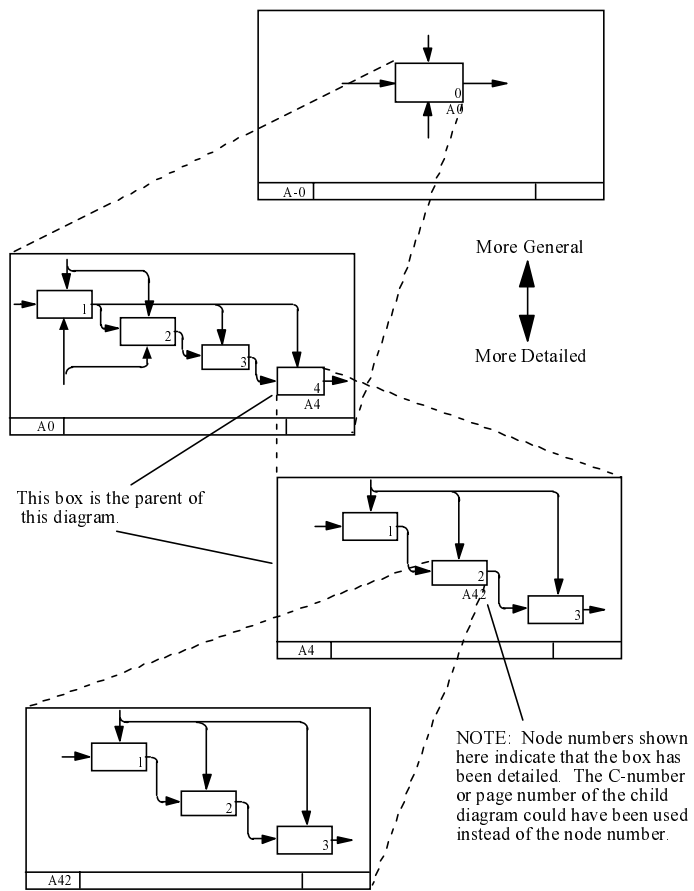 0
A0
A-0
More General
More Detailed
1
2
3
4
A4
A0
This box is the parent of
this diagram.
1
2
A42
3
A4
NOTE: Node numbers shown
here indicate that the box has
been detailed. The C-number
or page number of the child
diagram could have been used
instead of the node number.
1
2
3
A42